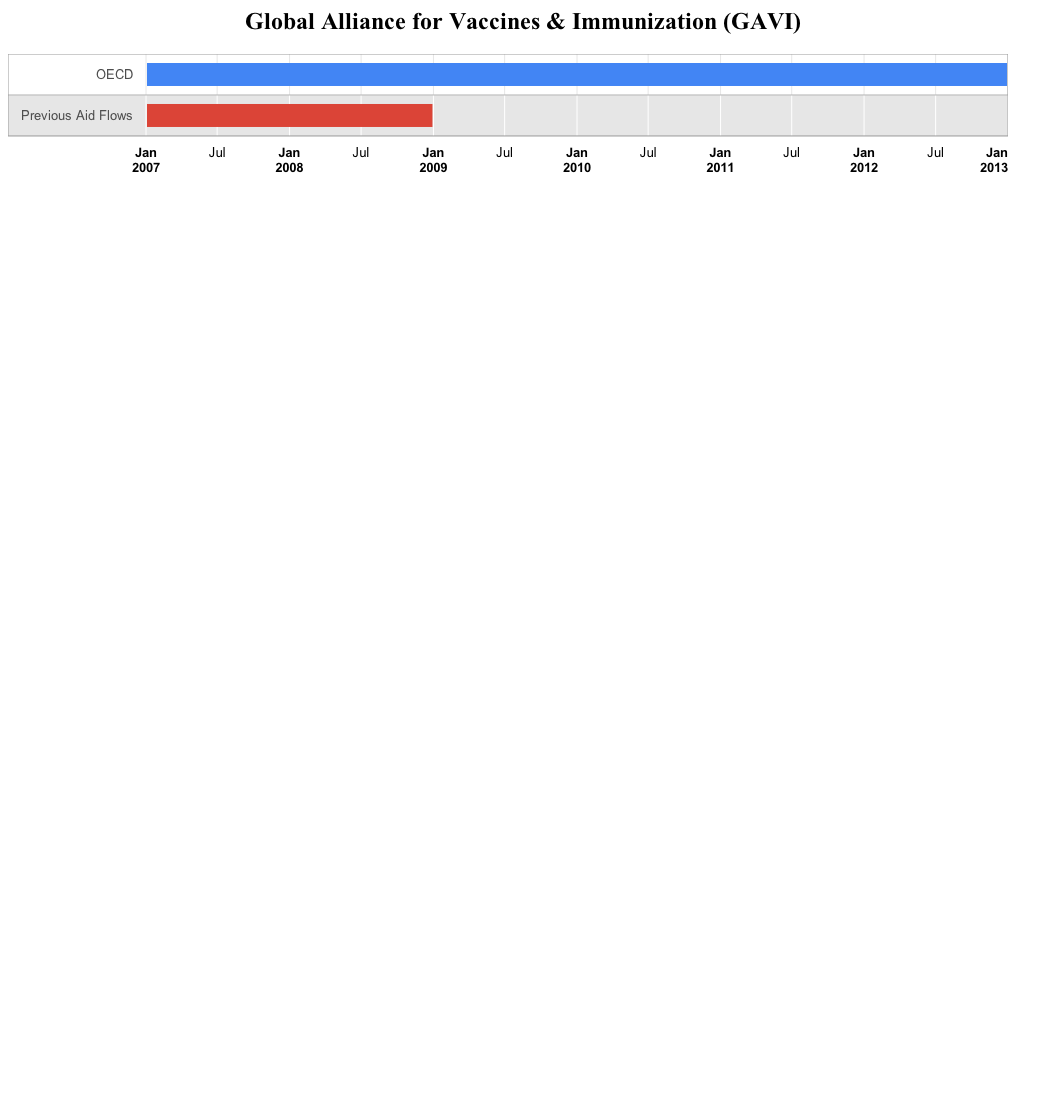 Global Alliance for Vaccines & Immunization (GAVI)
OECD
Previous Aid Flows
Jan Jul Jan Jul Jan Jul Jan Jul Jan Jul Jan Jul Jan
2007 2008 2009 2010 2011 2012 2013